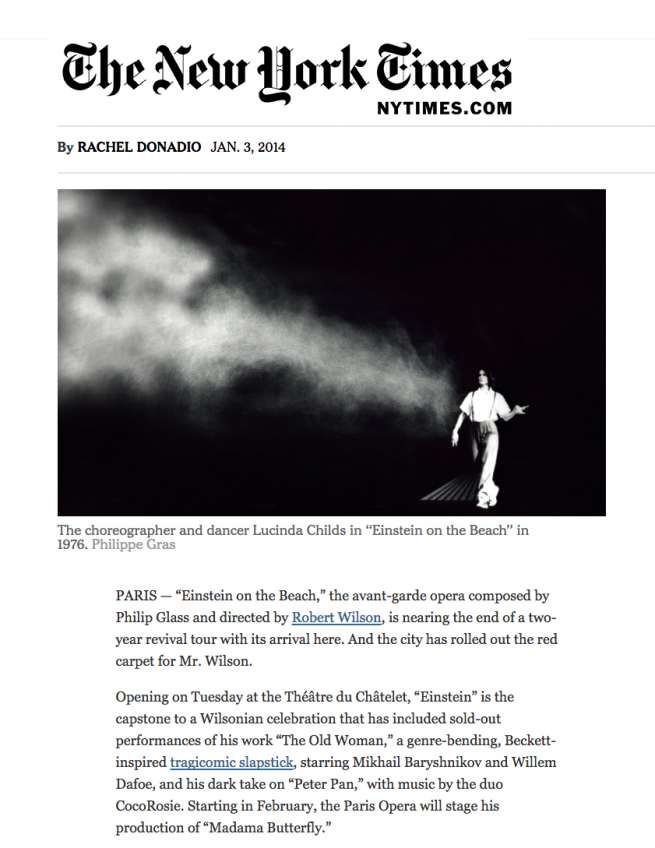 The New York Times
NYTIMES.COM
By RACHEL DONADIO JAN. 3, 2014
The choreographer and dancer Lucinda Childs in “Einstein on the Beach” in
1976. Philippe Gras
PARIS — “Einstein on the Beach,” the avant-garde opera composed by
Philip Glass and directed by Robert Wilson, is nearing the end of a two-
year revival tour with its arrival here. And the city has rolled out the red
carpet for Mr. Wilson.
Opening on Tuesday at the Théâtre du Châtelet, “Einstein” is the
capstone to a Wilsonian celebration that has included sold-out
performances of his work “The Old Woman,” a genre-bending, Beckett-
inspired tragicomic slapstick, starring Mikhail Baryshnikov and Willem
Dafoe, and his dark take on “Peter Pan,” with music by the duo
CocoRosie. Starting in February, the Paris Opera will stage his
production of “Madama Butterfly.”